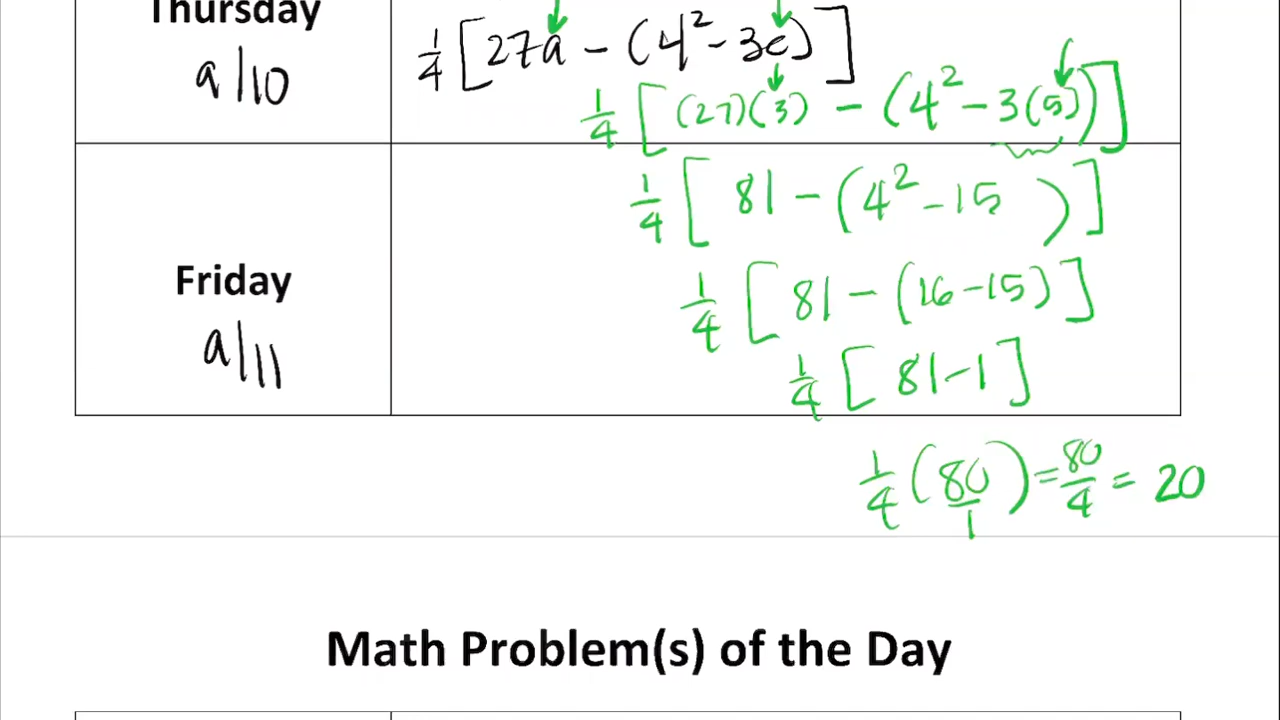 Thursday
9/10
1/4 [27a - (4² - 3c)]
1/4 [(27)(3) - (4² - 3(5))]
1/4 [81 - (4² - 15)]
Friday
9/11
1/4 [81 - (16 - 15)]
1/4 [81 - 1]
1/4 (80/1) = 80/4 = 20
Math Problem(s) of the Day